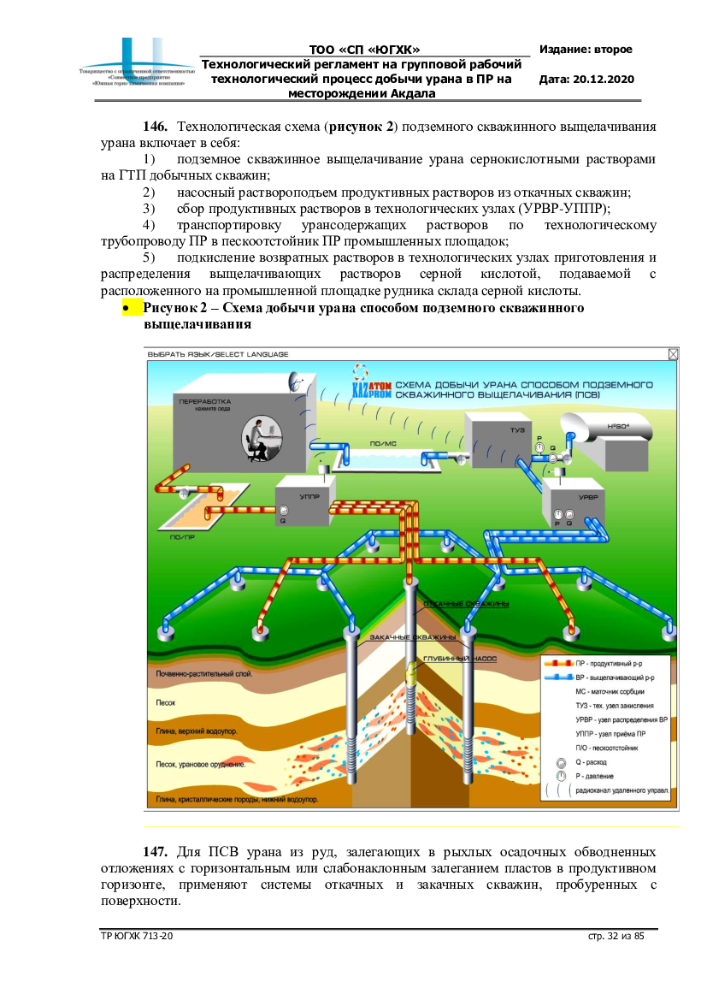 Товарищество с ограниченной ответственностью
«Совместное предприятие
«Южная горно химическая компания»
ТОО «СП «ЮГХК»
Технологический регламент на групповой рабочий
технологический процесс добычи урана в ПР на
месторождении Акдала
Издание: второе
Дата: 20.12.2020
146. Технологическая схема (рисунок 2) подземного скважинного выщелачивания
урана включает в себя:
1) подземное скважинное выщелачивание урана сернокислотными растворами
на ГТП добычных скважин;
2) насосный раствороподъем продуктивных растворов из откачных скважин;
3) сбор продуктивных растворов в технологических узлах (УРВР-УППР);
4) транспортировку урансодержащих растворов по технологическому
трубопроводу ПР в пескоотстойник ПР промышленных площадок;
5) подкисление возвратных растворов в технологических узлах приготовления и
распределения выщелачивающих растворов серной кислотой, подаваемой с
расположенного на промышленной площадке рудника склада серной кислоты.
• Рисунок 2 – Схема добычи урана способом подземного скважинного
выщелачивания
ВЫБРАТЬ ЯЗЫК/SELECT LANGUAGE
KAZATOMPROM
СХЕМА ДОБЫЧИ УРАНА СПОСОБОМ ПОДЗЕМНОГО
СКВАЖИННОГО ВЫЩЕЛАЧИВАНИЯ (ПСВ)
ПЕРЕРАБОТКА
нажмите сюда
ПО/МС
ТУЗ
P
Q
H²SO⁴
УППР
Q
УРВР
P Q
ПО/ПР
ОТКАЧНЫЕ СКВАЖИНЫ
ЗАКАЧНЫЕ СКВАЖИНЫ
ГЛУБИННЫЙ НАСОС
Почвенно-растительный слой.
Песок
Глина, верхний водоупор.
Песок, урановое оруднение.
Глина, кристаллические породы, нижний водоупор.
ПР - продуктивный р-р
ВР - выщелачивающий р-р
МС - маточник сорбции
ТУЗ - тех. узел закисления
УРВР - узел распределения ВР
УППР - узел приёма ПР
П/О - пескоотстойник
Q - расход
P - давление
радиоканал удаленного управл.
147. Для ПСВ урана из руд, залегающих в рыхлых осадочных обводненных
отложениях с горизонтальным или слабонаклонным залеганием пластов в продуктивном
горизонте, применяют системы откачных и закачных скважин, пробуренных с
поверхности.
ТР ЮГХК 713-20
стр. 32 из 85